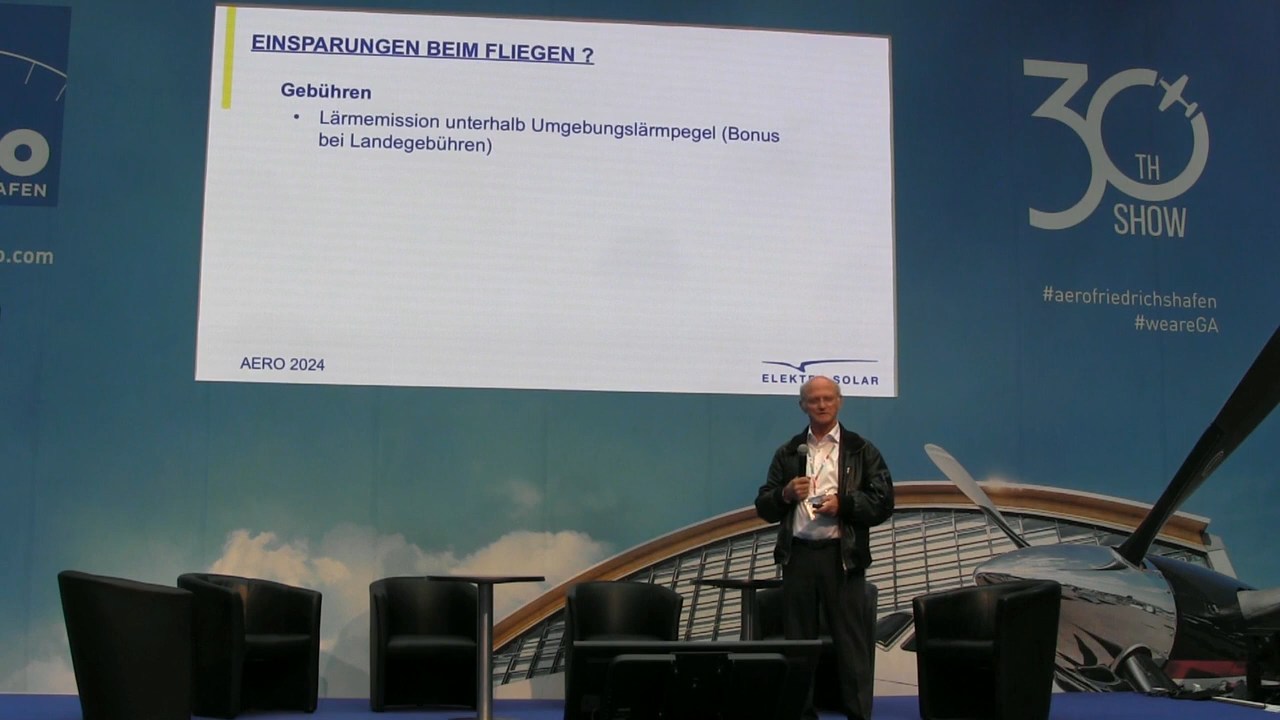 EINSPARUNGEN BEIM FLIEGEN ?
Gebühren
• Lärmemission unterhalb Umgebungslärmpegel (Bonus
bei Landegebühren)
AERO 2024
ELEKTRA SOLAR
30
TH
SHOW
#aerofriedrichshafen
#weareGA
O
AFEN
o.com